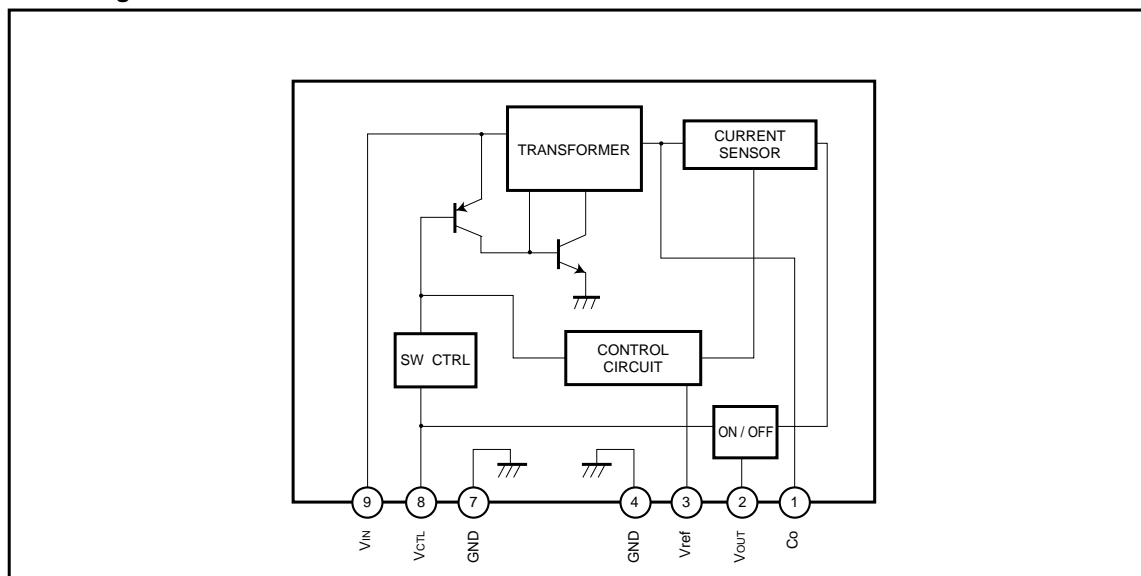 TRANSFORMER
CURRENT
SENSOR
SW CTRL
CONTROL
CIRCUIT
ON / OFF
9
8
7
4
3
2
1
VIN
VCTL
GND
GND
Vref
VOUT
Co